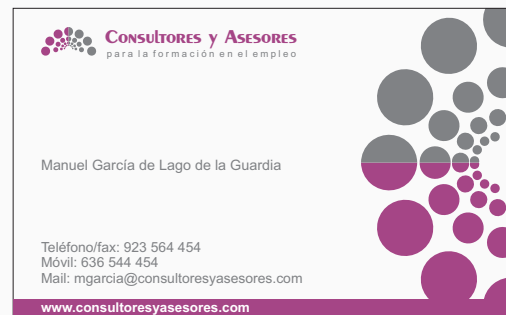 Consultores y Asesores
para la formación en el empleo
Manuel García de Lago de la Guardia
Teléfono/fax: 923 564 454
Móvil: 636 544 454
Mail: mgarcia@consultoresyasesores.com
www.consultoresyasesores.com